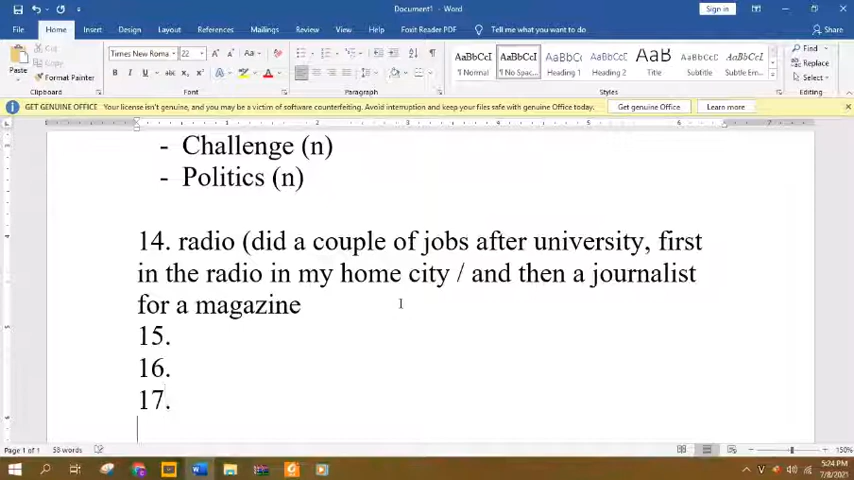 Document1 - Word
Sign in
File Home Insert Draw Design Layout References Mailings Review View Help Foxit Reader PDF Tell me what you want to do Share
Paste
Cut
Copy
Format Painter
Times New Roma 22
AaBbCcI AaBbCcI AaBbCcI AaBbCcI AaB AaBbCcI AaBbCcI
¶ Normal ¶ No Spac... Heading 1 Heading 2 Title Subtitle Subtle Em...
Find
Replace
Select
Clipboard Font Paragraph Styles Editing
GET GENUINE OFFICE Your license isn't genuine, and you may be a victim of software counterfeiting. Avoid interruption and keep your files safe with genuine Office today. Get genuine Office Learn more
- Challenge (n)
- Politics (n)
14. radio (did a couple of jobs after university, first
in the radio in my home city / and then a journalist
for a magazine
15.
16.
17.
Page 1 of 1 58 words 150%
5:24 PM
7/8/2021